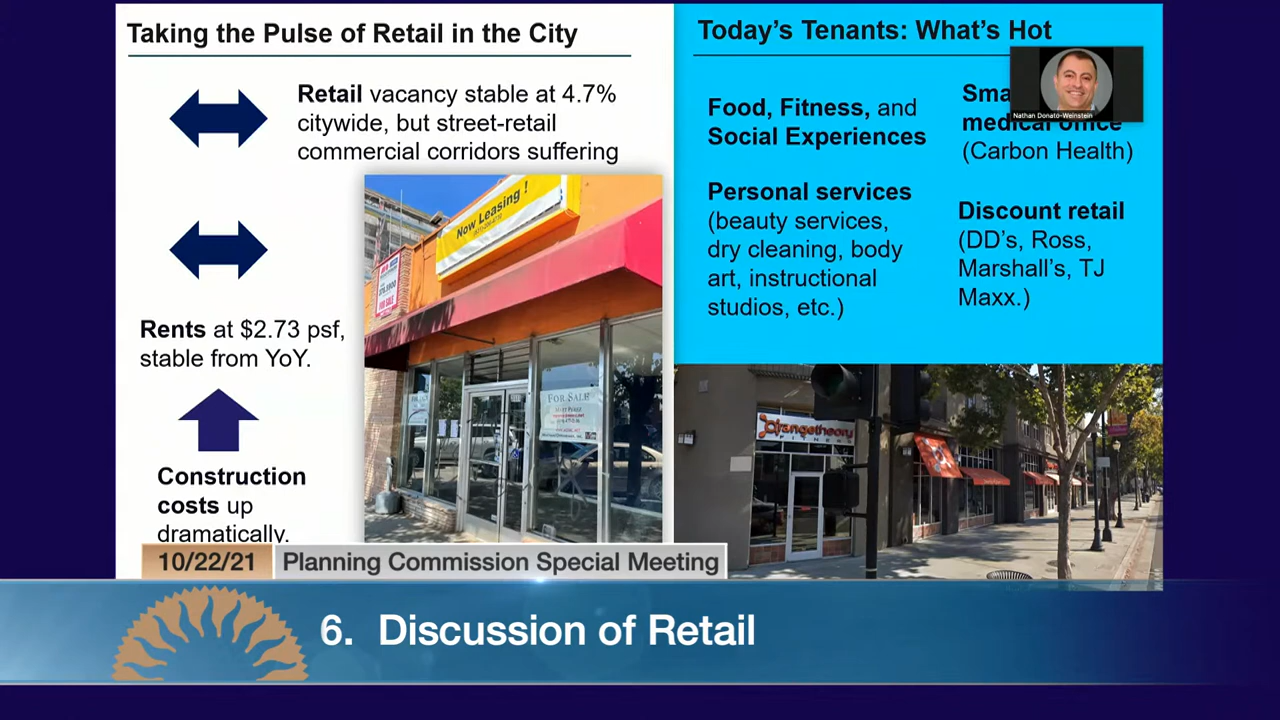 Taking the Pulse of Retail in the City
Retail vacancy stable at 4.7%
citywide, but street-retail
commercial corridors suffering
Now Leasing !
FOR SALE
FOR SALE
Rents at $2.73 psf,
stable from YoY.
Construction
costs up
dramatically.
Today's Tenants: What's Hot
Food, Fitness, and
Social Experiences
Personal services
(beauty services,
dry cleaning, body
art, instructional
studios, etc.)
medical office
(Carbon Health)
Discount retail
(DD's, Ross,
Marshall's, TJ
Maxx.)
Nathan Donato-Weinstein
orangetheory
FITNESS
10/22/21 Planning Commission Special Meeting
6. Discussion of Retail